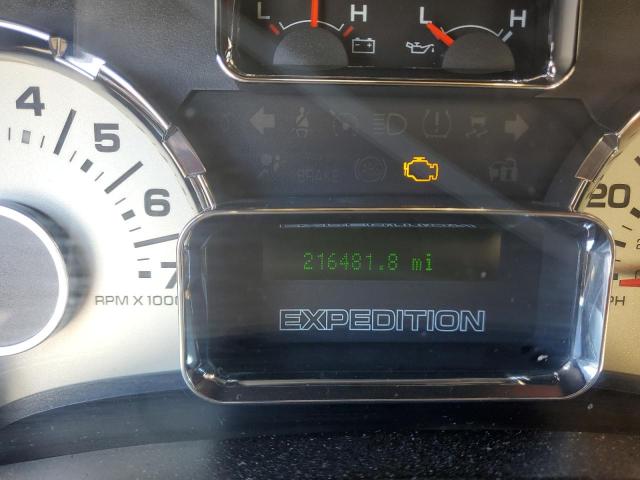 L H L H
4
5
6
7
RPM X 1000
BRAKE
20
216481.8 mi
EXPEDITION